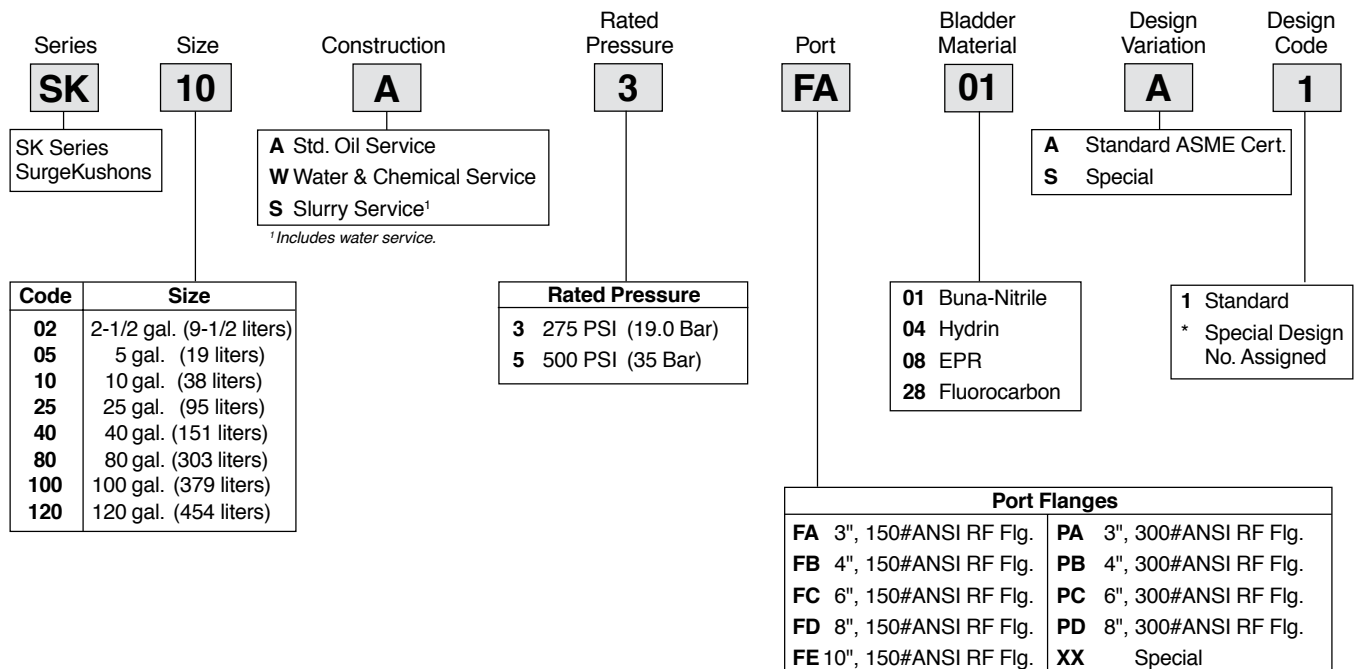 Series Size Construction Rated Pressure Port Bladder Material Design Variation Design Code
SK 10 A 3 FA 01 A 1
SK Series
SurgeKushons
A Std. Oil Service
W Water & Chemical Service
S Slurry Service¹
¹ Includes water service.
A Standard ASME Cert.
S Special
Code Size
02 2-1/2 gal. (9-1/2 liters)
05 5 gal. (19 liters)
10 10 gal. (38 liters)
25 25 gal. (95 liters)
40 40 gal. (151 liters)
80 80 gal. (303 liters)
100 100 gal. (379 liters)
120 120 gal. (454 liters)
Rated Pressure
3 275 PSI (19.0 Bar)
5 500 PSI (35 Bar)
01 Buna-Nitrile
04 Hydrin
08 EPR
28 Fluorocarbon
1 Standard
* Special Design
No. Assigned
Port Flanges
FA 3", 150#ANSI RF Flg. PA 3", 300#ANSI RF Flg.
FB 4", 150#ANSI RF Flg. PB 4", 300#ANSI RF Flg.
FC 6", 150#ANSI RF Flg. PC 6", 300#ANSI RF Flg.
FD 8", 150#ANSI RF Flg. PD 8", 300#ANSI RF Flg.
FE 10", 150#ANSI RF Flg. XX Special